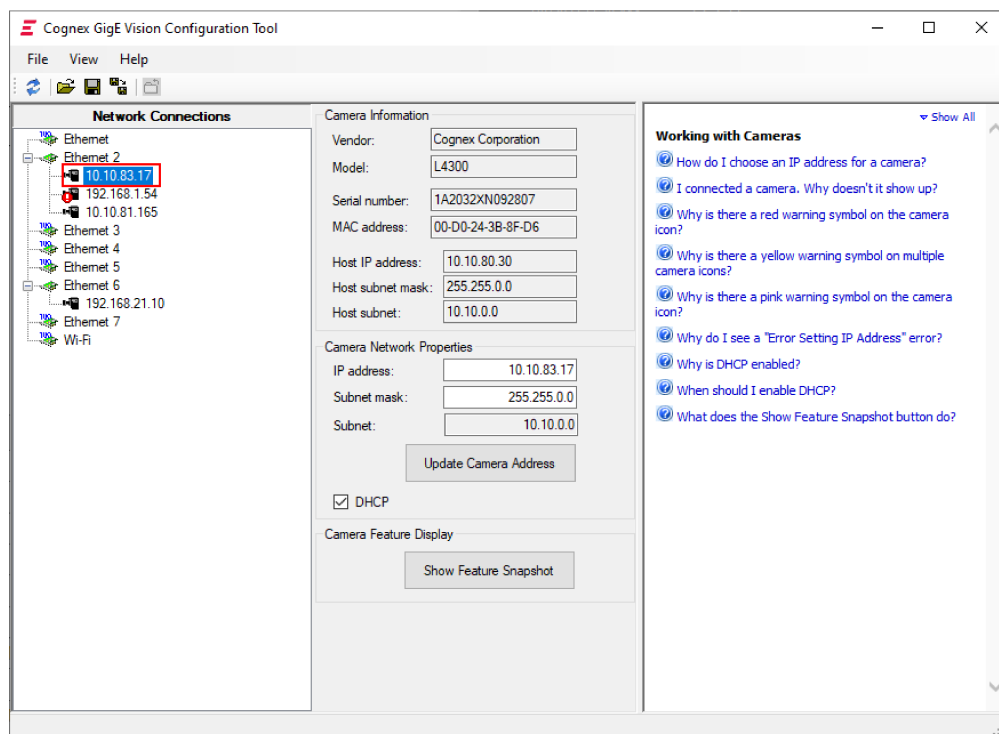 Cognex GigE Vision Configuration Tool
File View Help
Network Connections
Ethernet
Ethernet 2
10.10.83.17
192.168.1.54
10.10.81.165
Ethernet 3
Ethernet 4
Ethernet 5
Ethernet 6
192.168.21.10
Ethernet 7
Wi-Fi
Camera Information
Vendor: Cognex Corporation
Model: L4300
Serial number: 1A2032XN092807
MAC address: 00-D0-24-3B-8F-D6
Host IP address: 10.10.80.30
Host subnet mask: 255.255.0.0
Host subnet: 10.10.0.0
Camera Network Properties
IP address: 10.10.83.17
Subnet mask: 255.255.0.0
Subnet: 10.10.0.0
Update Camera Address
DHCP
Camera Feature Display
Show Feature Snapshot
Show All
Working with Cameras
How do I choose an IP address for a camera?
I connected a camera. Why doesn't it show up?
Why is there a red warning symbol on the camera
icon?
Why is there a yellow warning symbol on multiple
camera icons?
Why is there a pink warning symbol on the camera
icon?
Why do I see a "Error Setting IP Address" error?
Why is DHCP enabled?
When should I enable DHCP?
What does the Show Feature Snapshot button do?